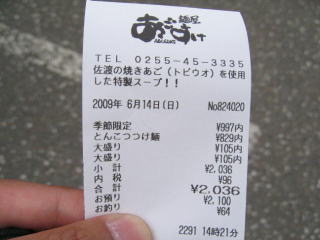 麺屋
あごすけ
AGOSUKE
TEL 0255-45-3335
佐渡の焼きあご(トビウオ)を使用
した特製スープ!!
2009年 6月14日(日) No824020
季節限定 ¥997内
とんこつつけ麺 ¥829内
大盛り ¥105内
大盛り ¥105内
小 計 ¥2,036
内 税 ¥96
合計 ¥2,036
お預り ¥2,100
お釣り ¥64
2291 14時21分